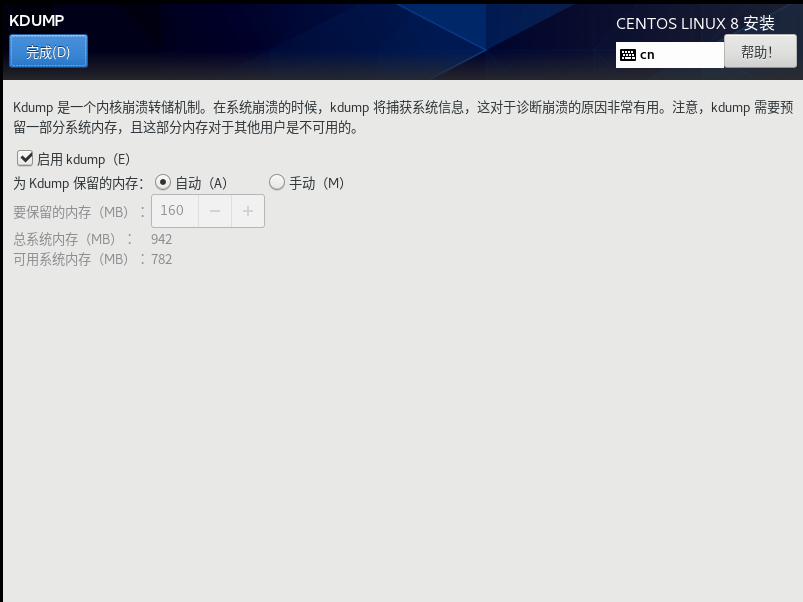 KDUMP
CENTOS LINUX 8 安装
完成(D)
cn
帮助！
Kdump 是一个内核崩溃转储机制。在系统崩溃的时候，kdump 将捕获系统信息，这对于诊断崩溃的原因非常有用。注意，kdump 需要预
留一部分系统内存，且这部分内存对于其他用户是不可用的。
启用 kdump（E）
为 Kdump 保留的内存： 自动（A） 手动（M）
要保留的内存（MB）： 160 − +
总系统内存（MB）： 942
可用系统内存（MB）：782